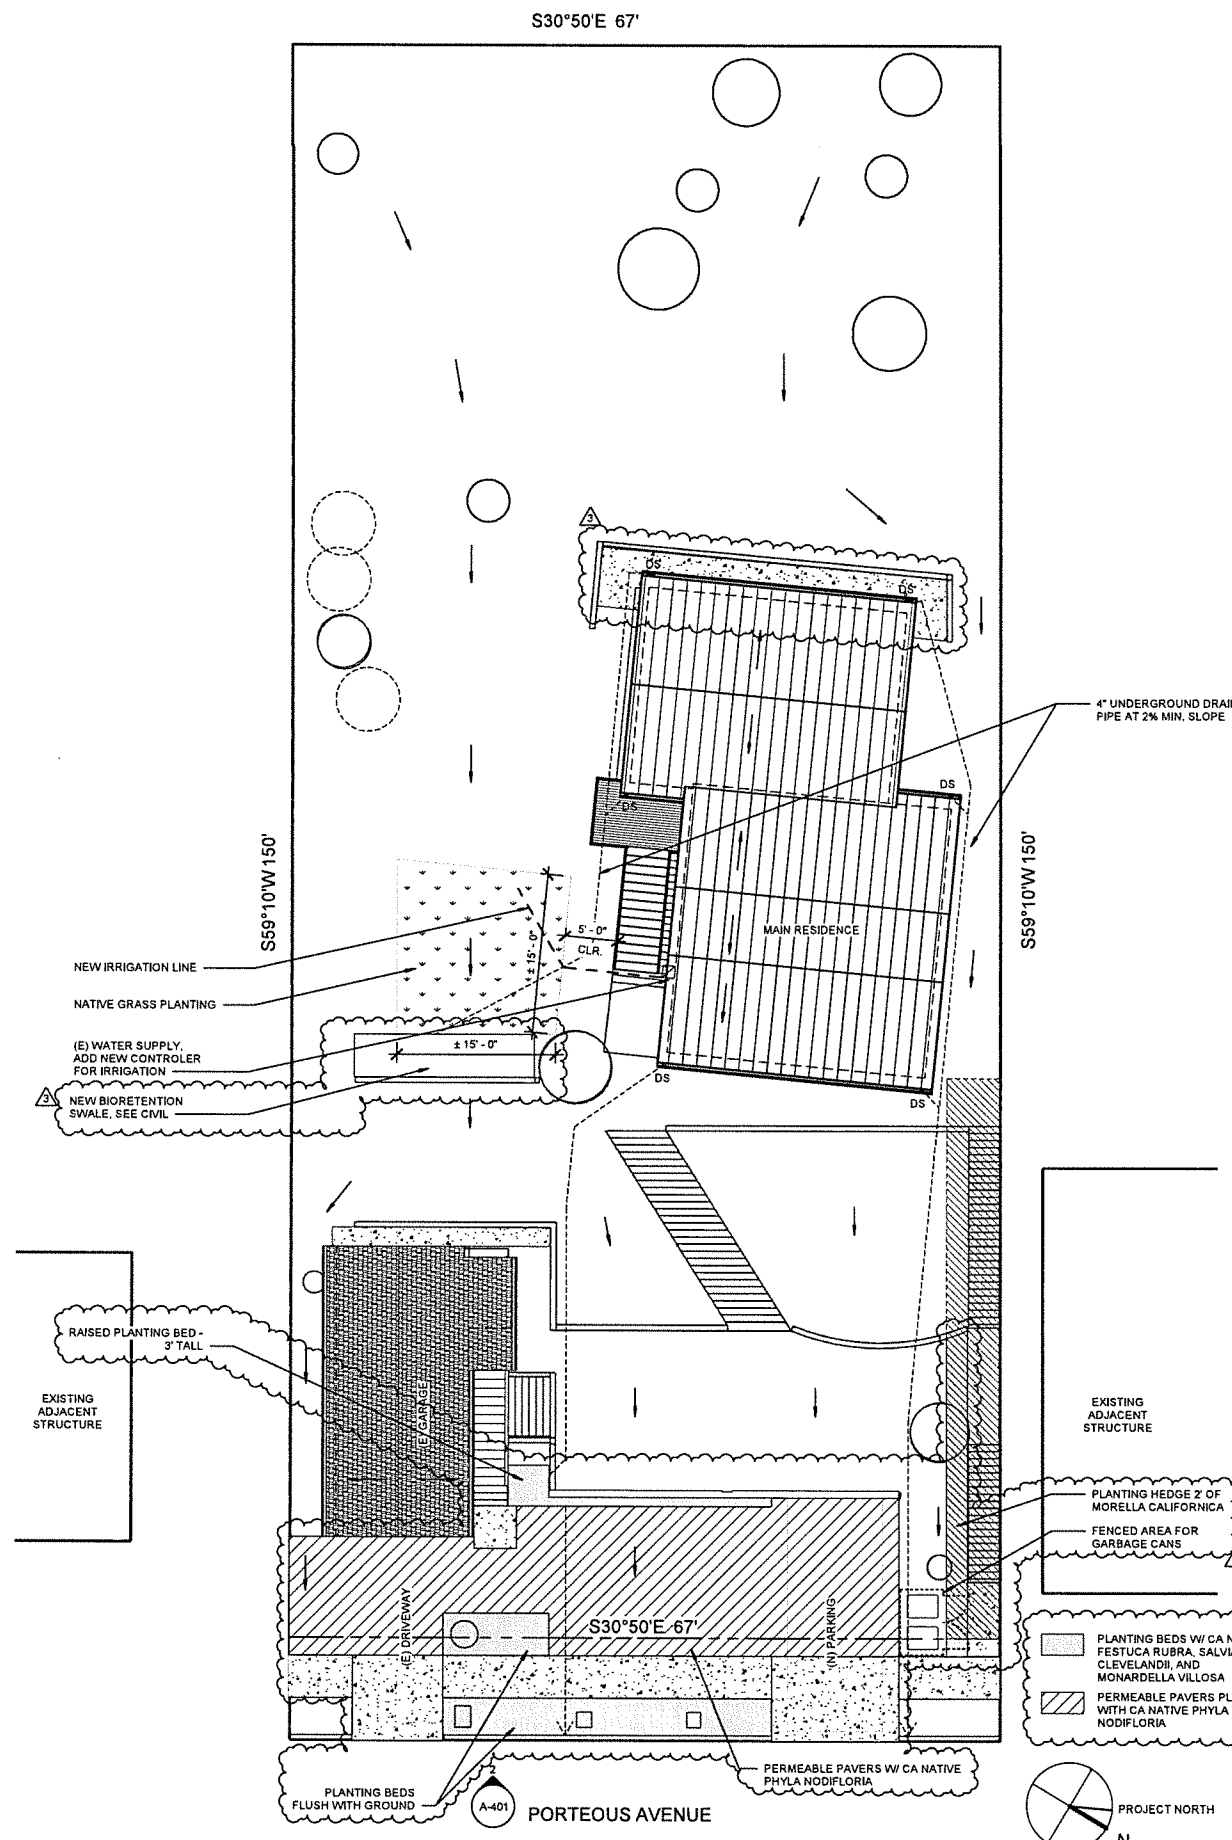 S30°50'E 67'
3
DS
DS
4" UNDERGROUND
PIPE AT 2% MIN. SLOPE
DS
DS
S59°10'W 150'
S59°10'W 150'
MAIN RESIDENCE
5' - 0"
CLR.
± 15' - 0"
NEW IRRIGATION LINE
NATIVE GRASS PLANTING
(E) WATER SUPPLY,
ADD NEW CONTROLER
FOR IRRIGATION
± 15' - 0"
3
NEW BIORETENTION
SWALE, SEE CIVIL
DS
DS
RAISED PLANTING BED -
3' TALL
EXISTING
ADJACENT
STRUCTURE
(E) GARAGE
EXISTING
ADJACENT
STRUCTURE
PLANTING HEDGE 2' OF
MORELLA CALIFORNICA
FENCED AREA FOR
GARBAGE CANS
(E) DRIVEWAY
S30°50'E 67'
(N) PARKING
PLANTING BEDS W/ CA
FESTUCA RUBRA,
CLEVELANDII, AND
MONARDELLA VILLOSA
PERMEABLE PAVERS
WITH CA NATIVE PHYLA
NODIFLORIA
PLANTING BEDS
FLUSH WITH GROUND
2
A-401
PORTEOUS AVENUE
PERMEABLE PAVERS W/ CA NATIVE
PHYLA NODIFLORIA
PROJECT NORTH
N